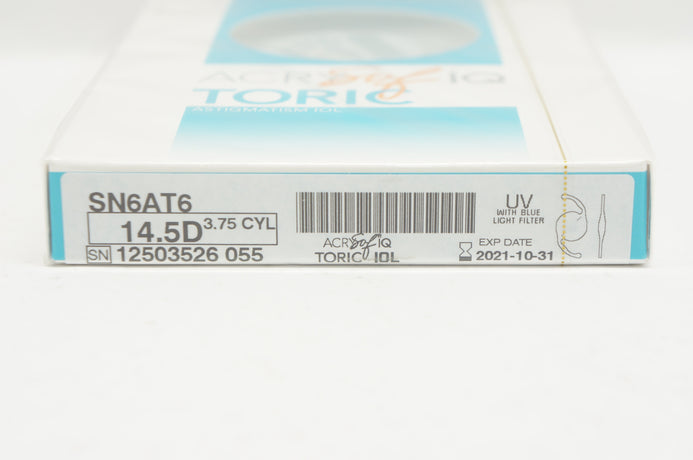 ACRYSof IQ
TORIC
ASTIGMATISM IOL
SN6AT6
14.5D 3.75 CYL
SN 12503526 055
ACRYSof IQ
TORIC IOL
UV
WITH BLUE
LIGHT FILTER
EXP DATE
2021-10-31